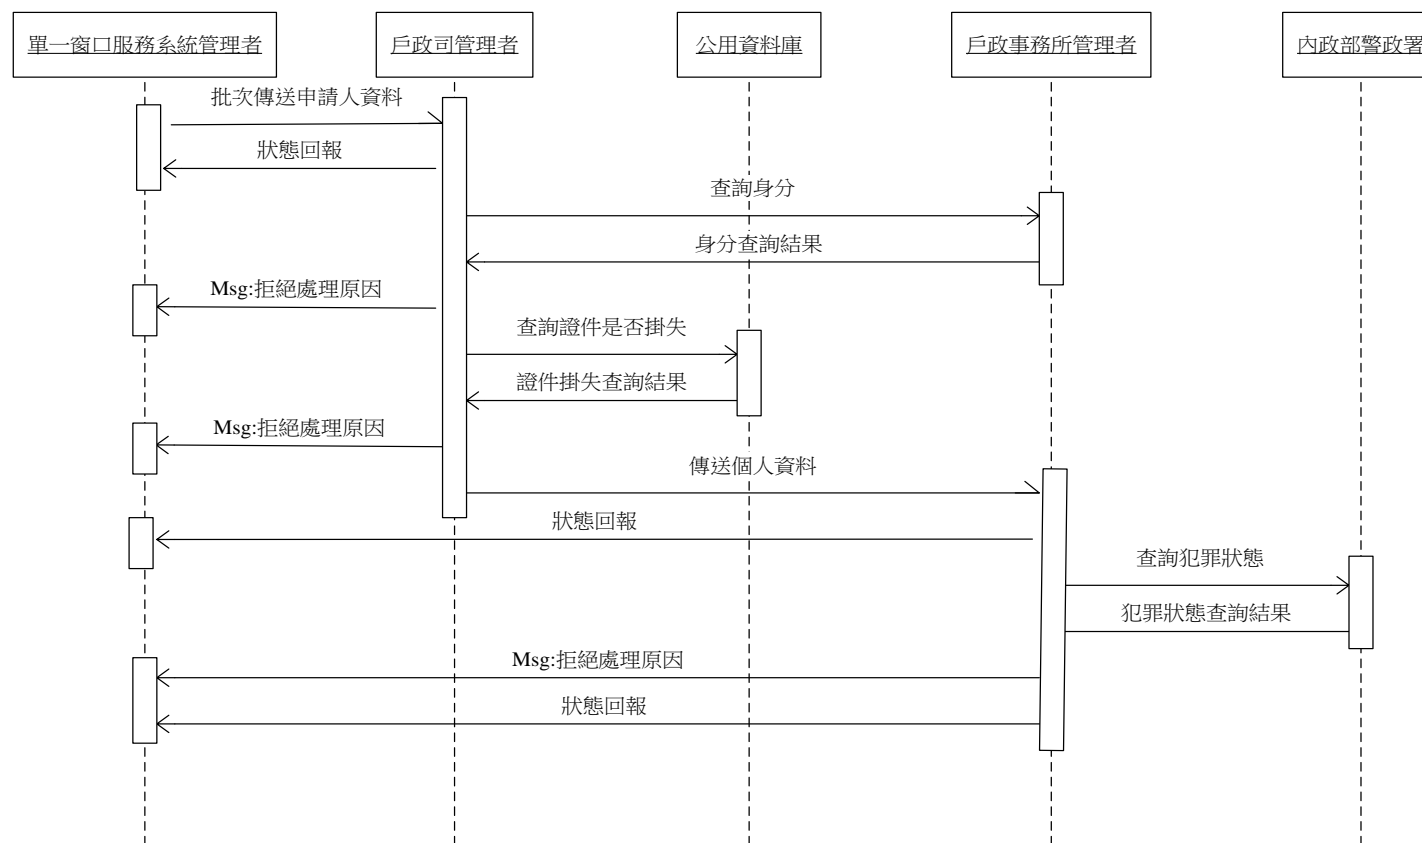 單一窗口服務系統管理者
戶政司管理者
公用資料庫
戶政事務所管理者
內政部警政署
批次傳送申請人資料
狀態回報
查詢身分
身分查詢結果
Msg:拒絕處理原因
查詢證件是否掛失
證件掛失查詢結果
Msg:拒絕處理原因
傳送個人資料
狀態回報
查詢犯罪狀態
犯罪狀態查詢結果
Msg:拒絕處理原因
狀態回報